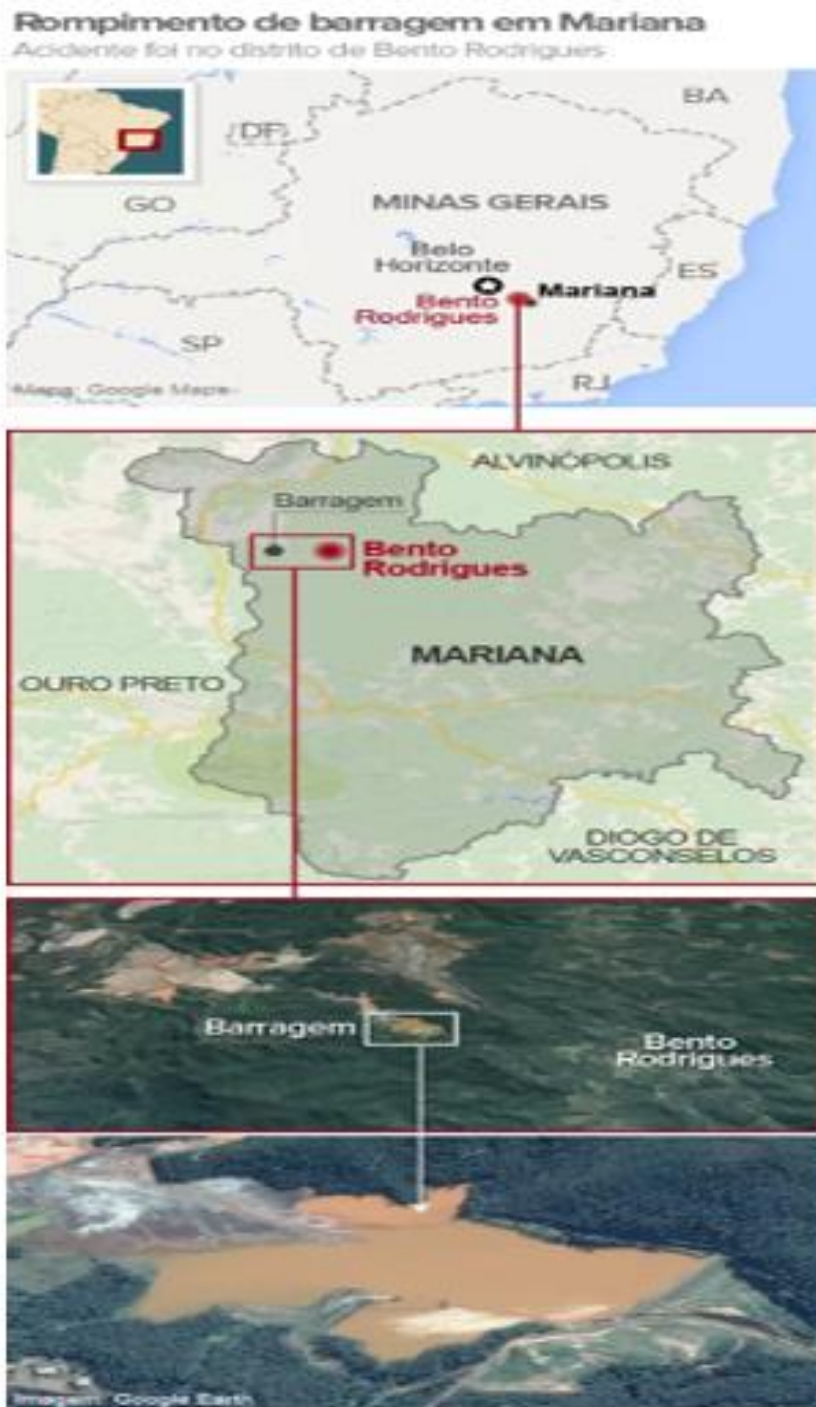 Rompimento de barragem em Mariana
Acidente foi no distrito de Bento Rodrigues
BA
DF
GO
MINAS GERAIS
Belo
Horizonte
ES
Mariana
Bento
Rodrigues
SP
RJ
Mapa: Google Maps
ALVINÓPOLIS
Barragem
Bento
Rodrigues
MARIANA
OURO PRETO
DIOGO DE
VASCONSELOS
Barragem
Bento
Rodrigues
Imagem: Google Earth